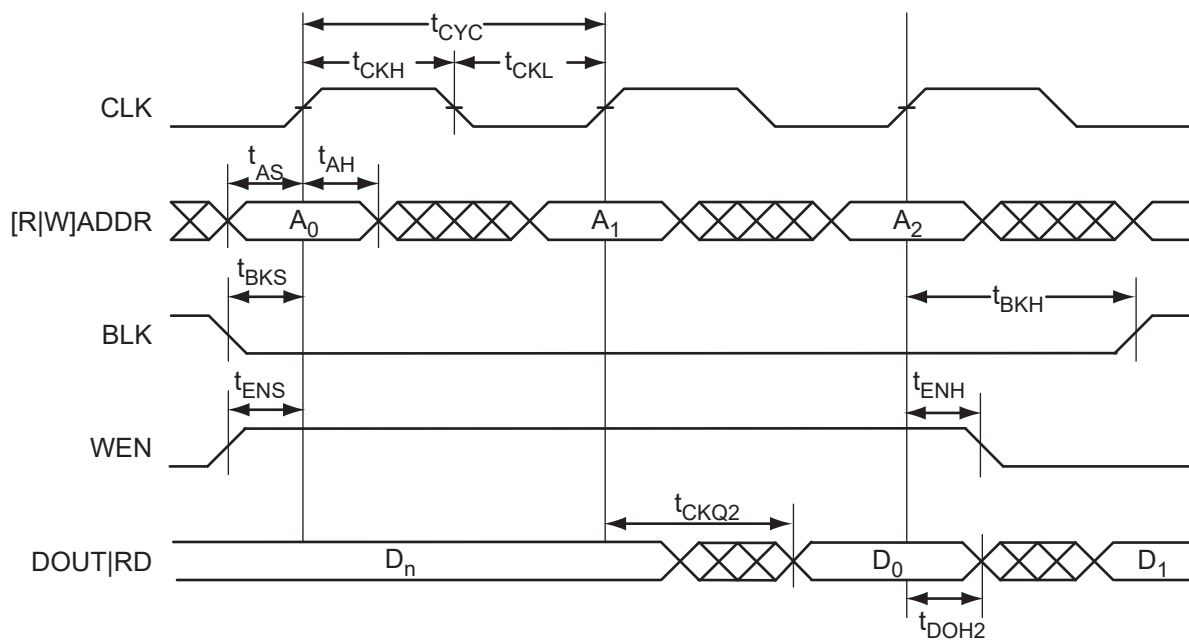 tCYC
tCKH tCKL
CLK
tAS tAH
[R|W]ADDR A0 A1 A2
tBKS tBKH
BLK
tENS tENH
WEN
tCKQ2
DOUT|RD Dn D0 D1
tDOH2